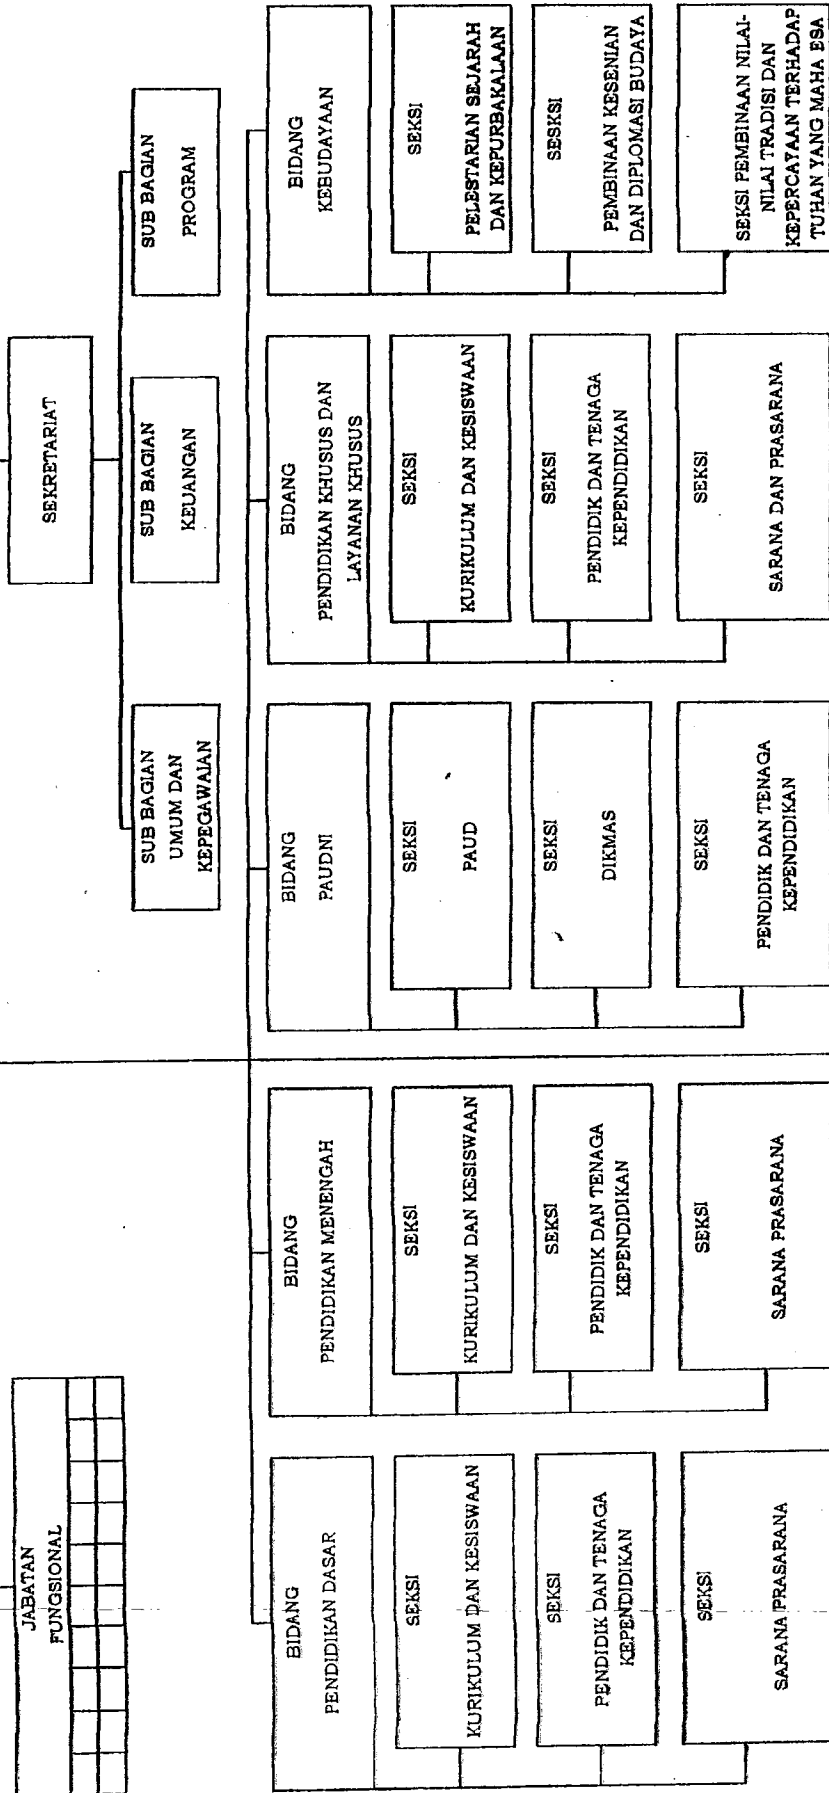 JABATAN
FUNGSIONAL
SEKRETARIAT
SUB BAGIAN
UMUM DAN
KEPEGAWAIAN
SUB BAGIAN
KEUANGAN
SUB BAGIAN
PROGRAM
BIDANG
PENDIDIKAN DASAR
SEKSI
KURIKULUM DAN KESISWAAN
SEKSI
PENDIDIK DAN TENAGA
KEPENDIDIKAN
SEKSI
SARANA PRASARANA
BIDANG
PENDIDIKAN MENENGAH
SEKSI
KURIKULUM DAN KESISWAAN
SEKSI
PENDIDIK DAN TENAGA
KEPENDIDIKAN
SEKSI
SARANA PRASARANA
BIDANG
PAUDNI
SEKSI
PAUD
SEKSI
DIKMAS
SEKSI
PENDIDIK DAN TENAGA
KEPENDIDIKAN
BIDANG
PENDIDIKAN KHUSUS DAN
LAYANAN KHUSUS
SEKSI
KURIKULUM DAN KESISWAAN
SEKSI
PENDIDIK DAN TENAGA
KEPENDIDIKAN
SEKSI
SARANA DAN PRASARANA
BIDANG
KEBUDAYAAN
SEKSI
PELESTARIAN SEJARAH
DAN KEPURBAKALAAN
SESKSI
PEMBINAAN KESENIAN
DAN DIPLOMASI BUDAYA
SEKSI PEMBINAAN NILAI-
NILAI TRADISI DAN
KEPERCAYAAN TERHADAP
TUHAN YANG MAHA ESA